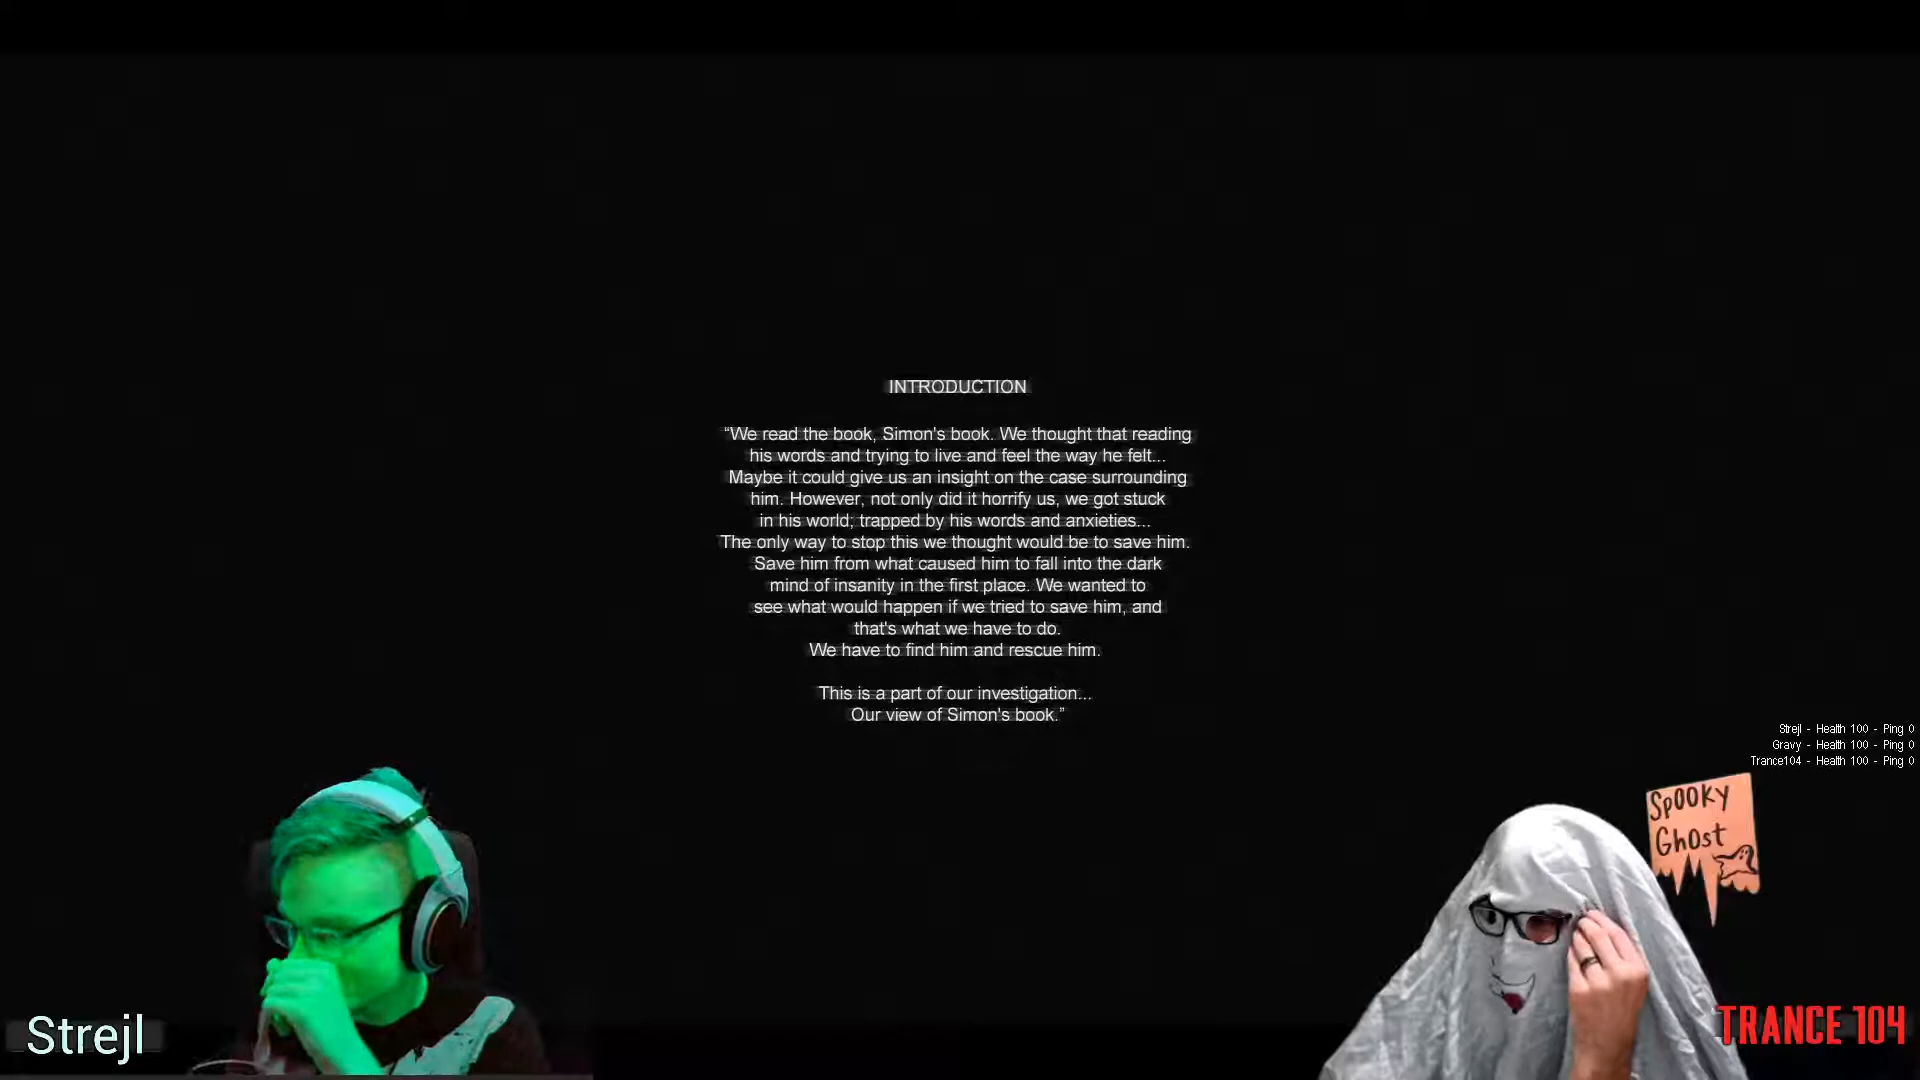 INTRODUCTION
“We read the book, Simon's book. We thought that reading
his words and trying to live and feel the way he felt...
Maybe it could give us an insight on the case surrounding
him. However, not only did it horrify us, we got stuck
in his world; trapped by his words and anxieties...
The only way to stop this we thought would be to save him.
Save him from what caused him to fall into the dark
mind of insanity in the first place. We wanted to
see what would happen if we tried to save him, and
that's what we have to do.
We have to find him and rescue him.
This is a part of our investigation...
Our view of Simon's book.”
Strejl - Health 100 - Ping 0
Gravy - Health 100 - Ping 0
Trance104 - Health 100 - Ping 0
Spooky
Ghost
Strejl
TRANCE 104